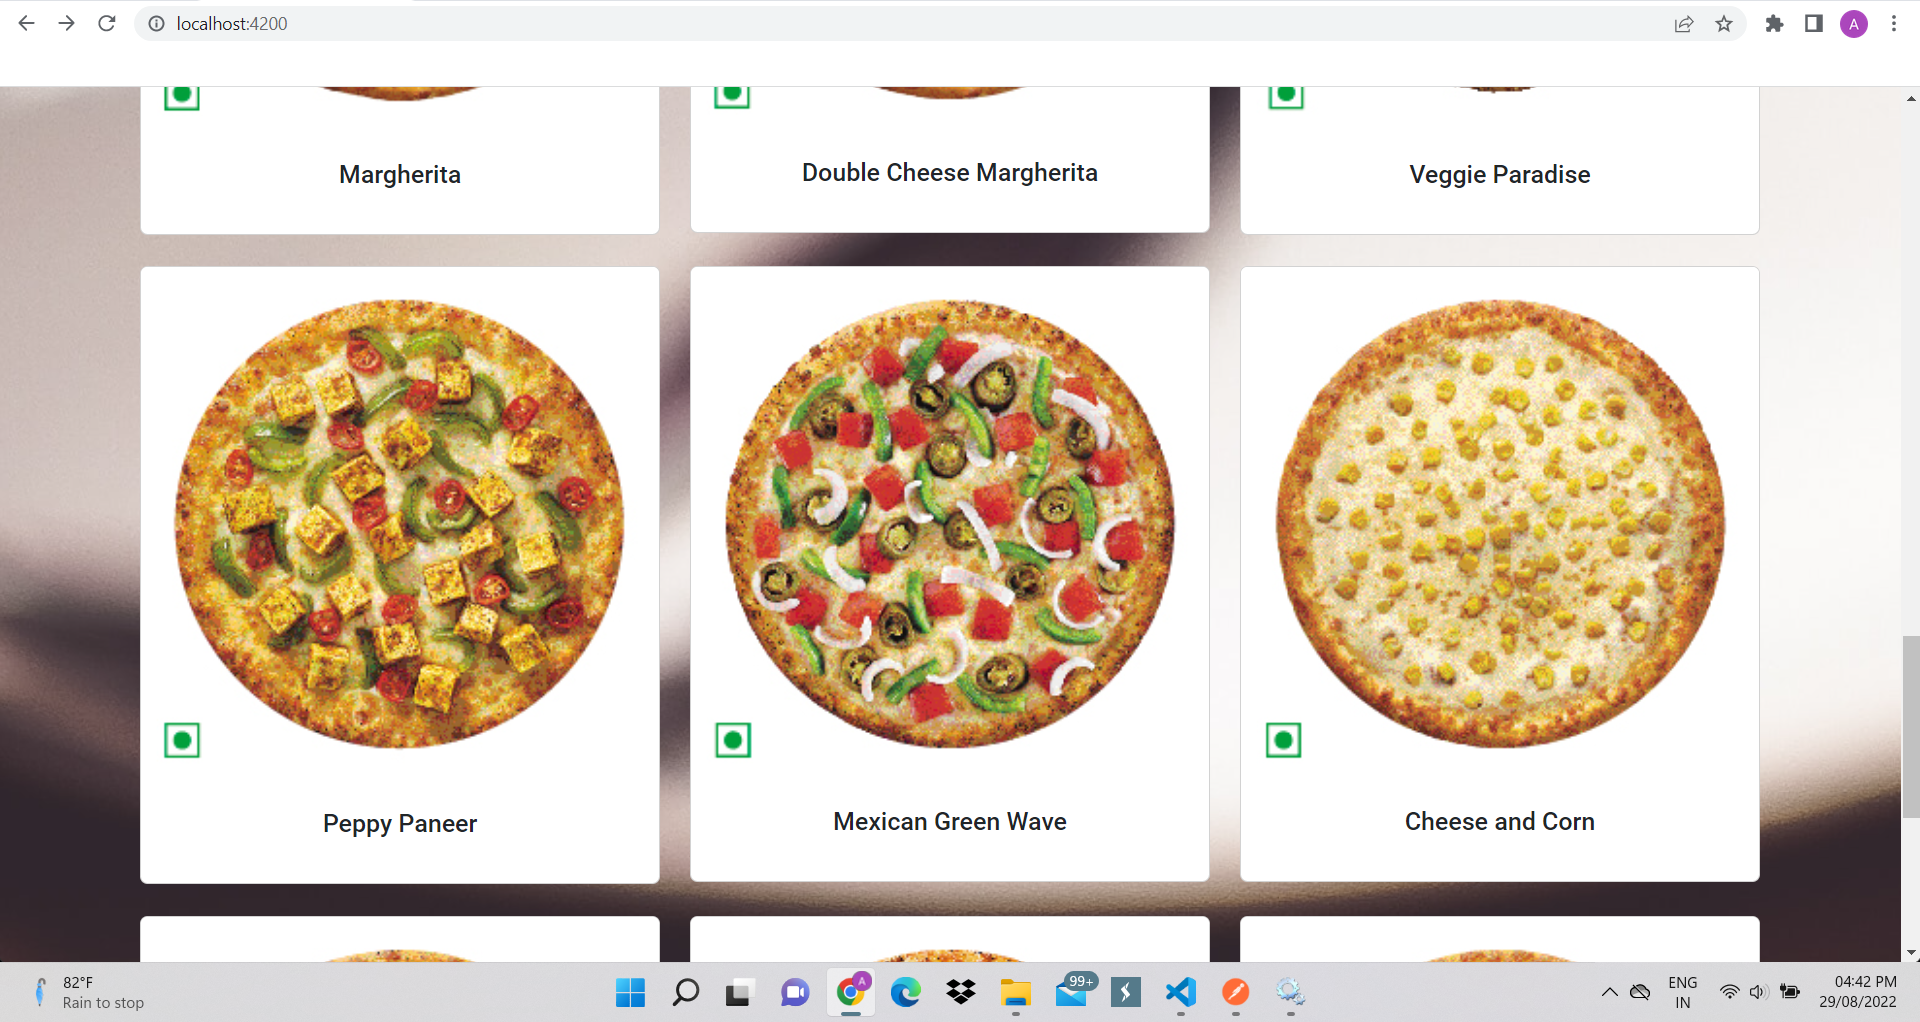 localhost:4200
A
Margherita
Double Cheese Margherita
Veggie Paradise
Peppy Paneer
Mexican Green Wave
Cheese and Corn
82°F
Rain to stop
A
99+
ENG
IN
04:42 PM
29/08/2022